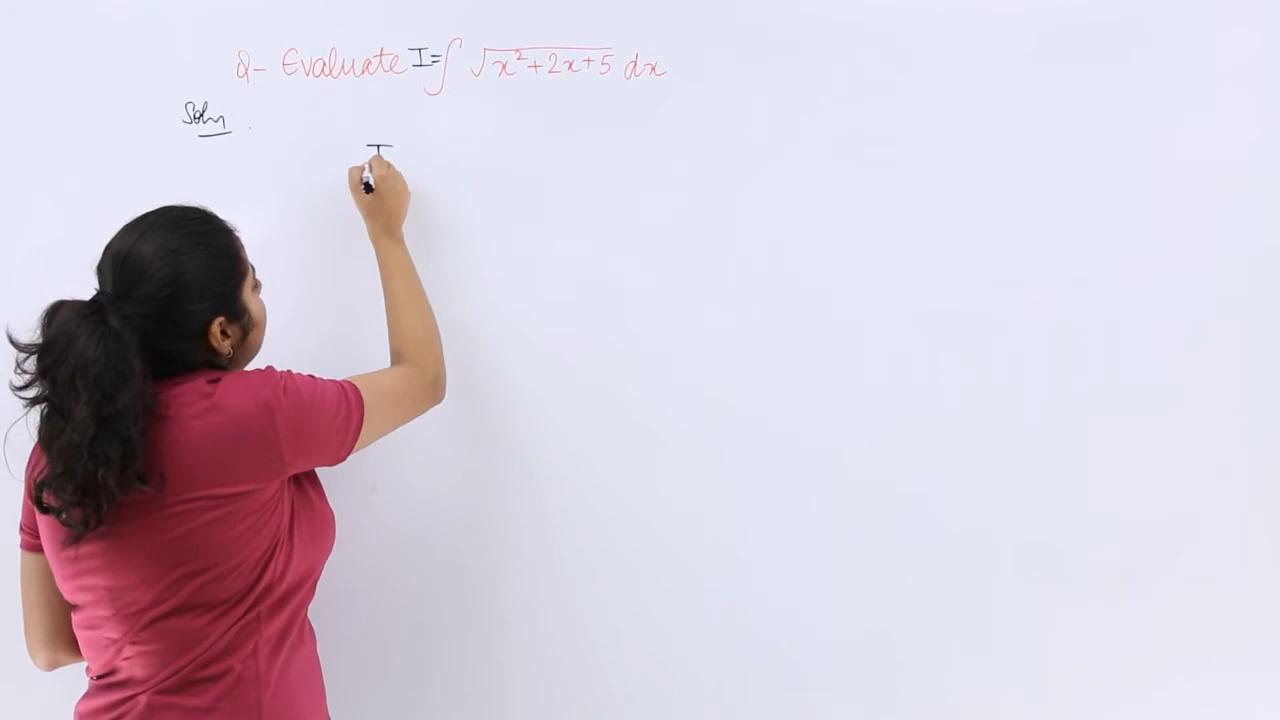 Q- Evaluate I=∫ √x²+2x+5 dx
Soln
I